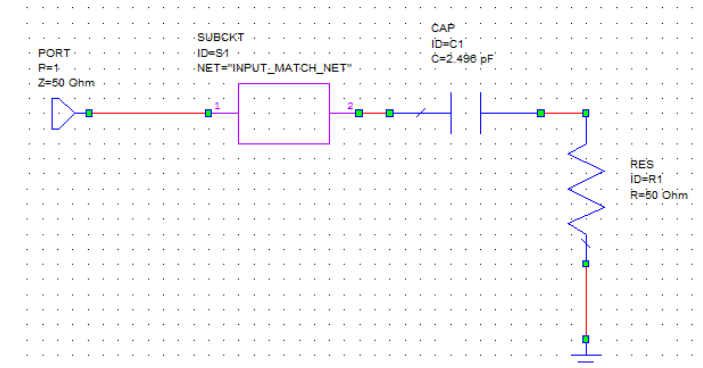 PORT
P=1
Z=50 Ohm
SUBCKT
ID=S1
NET="INPUT_MATCH_NET"
1
2
CAP
ID=C1
C=2.496 pF
RES
ID=R1
R=50 Ohm